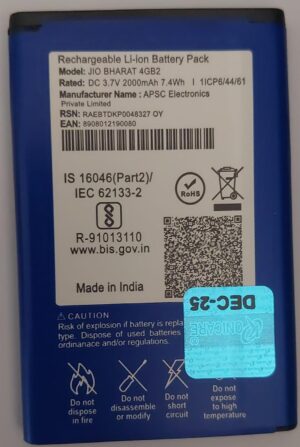 Rechargeable Li-ion Battery Pack
Model: JIO BHARAT 4GB2
Rated: DC 3.7V 2000mAh 7.4Wh | 1ICP6/44/61
Manufacturer Name: APSC Electronics
Private Limited
RSN: RAEBTDKP0048327 OY
EAN: 8908012190080
IS 16046(Part2)/
IEC 62133-2
RoHS
R-91013110
www.bis.gov.in
Made in India
DEC-25
CAUTION
Risk of explosion if battery is replac
type. Dispose of used batteries
ordinanace and/or regulations.
Do not
dispose in
fire
Do not
disassemble
or modify
Do not
short
circuit
Do not
expose to
high temperature